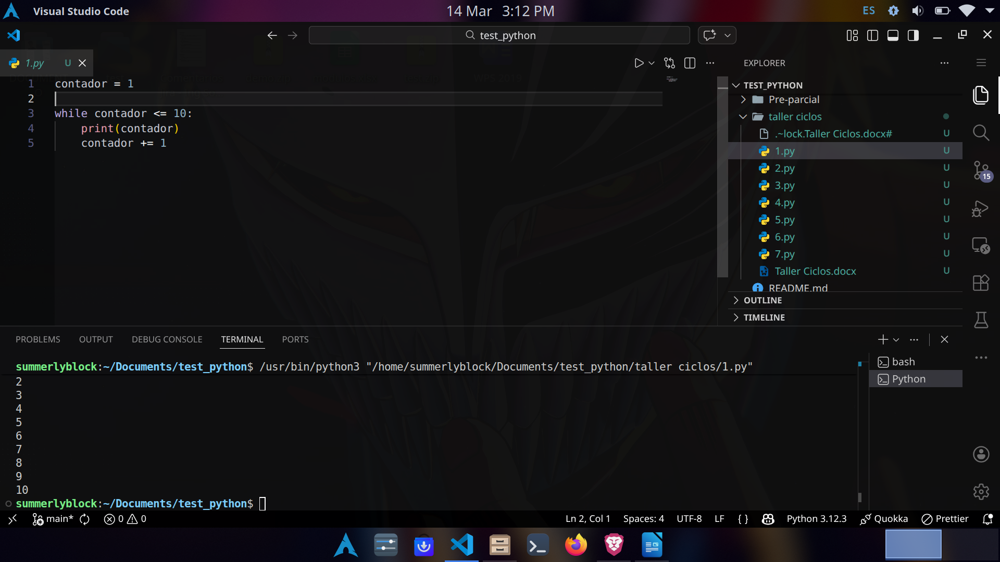 Visual Studio Code
14 Mar 3:12 PM
ES
test_python
1.py U
EXPLORER
1 contador = 1
2
3 while contador <= 10:
4 print(contador)
5 contador += 1
TEST_PYTHON
Pre-parcial
taller ciclos
.~lock.Taller Ciclos.docx# U
1.py U
2.py U
3.py U
4.py U
5.py U
6.py U
7.py U
Taller Ciclos.docx U
README.md
OUTLINE
TIMELINE
15
PROBLEMS OUTPUT DEBUG CONSOLE TERMINAL PORTS
summerlyblock:~/Documents/test_python$ /usr/bin/python3 "/home/summerlyblock/Documents/test_python/taller ciclos/1.py"
2
3
4
5
6
7
8
9
10
summerlyblock:~/Documents/test_python$
bash
Python
main* 0 0
Ln 2, Col 1 Spaces: 4 UTF-8 LF { } Python 3.12.3 Quokka Prettier